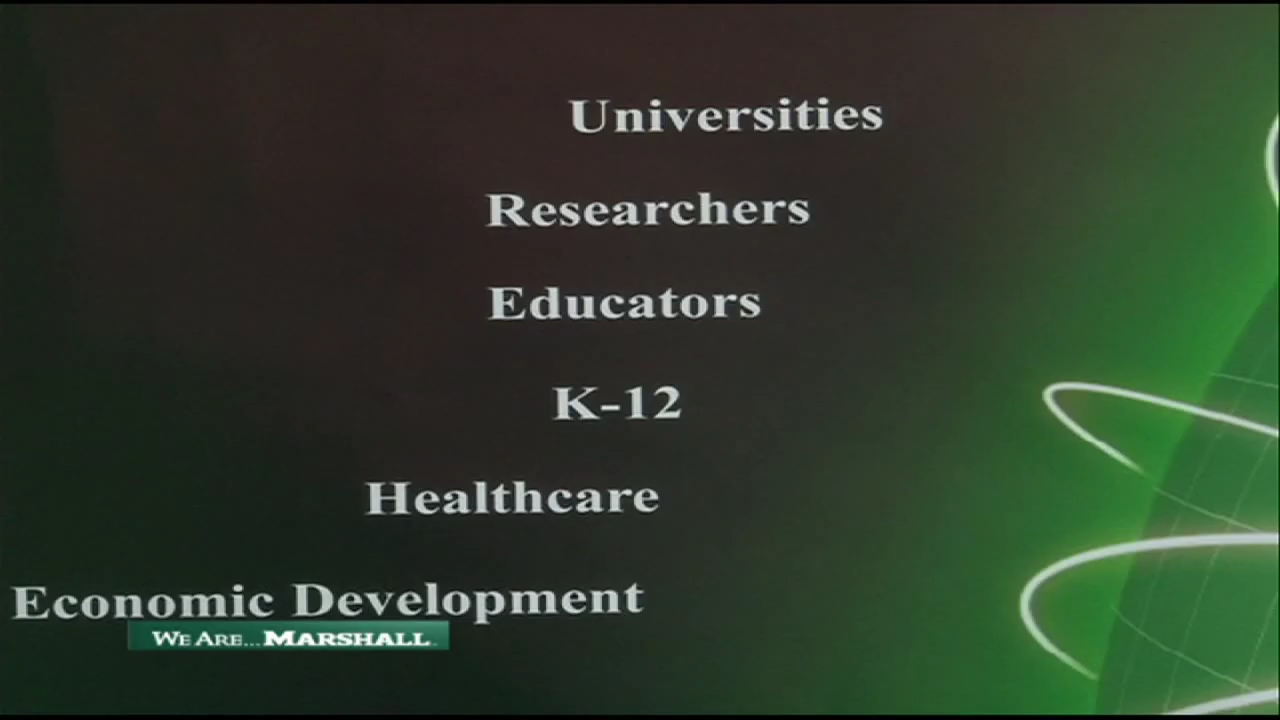 Universities
Researchers
Educators
K-12
Healthcare
Economic Development
WE ARE... MARSHALL